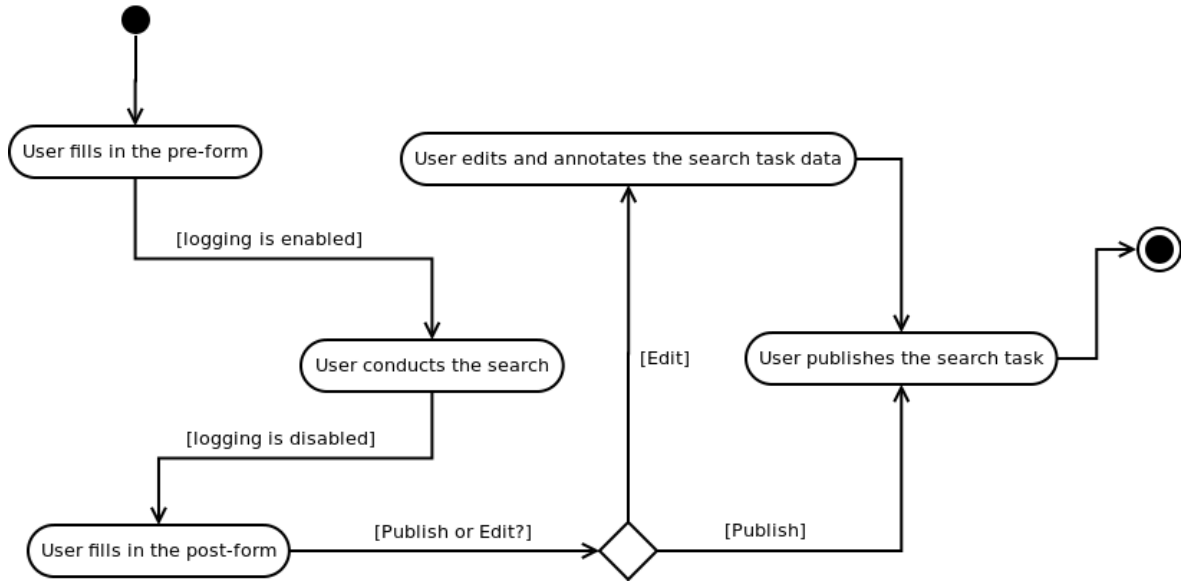 User fills in the pre-form
User edits and annotates the search task data
[logging is enabled]
User conducts the search
[Edit]
User publishes the search task
[logging is disabled]
User fills in the post-form
[Publish or Edit?]
[Publish]